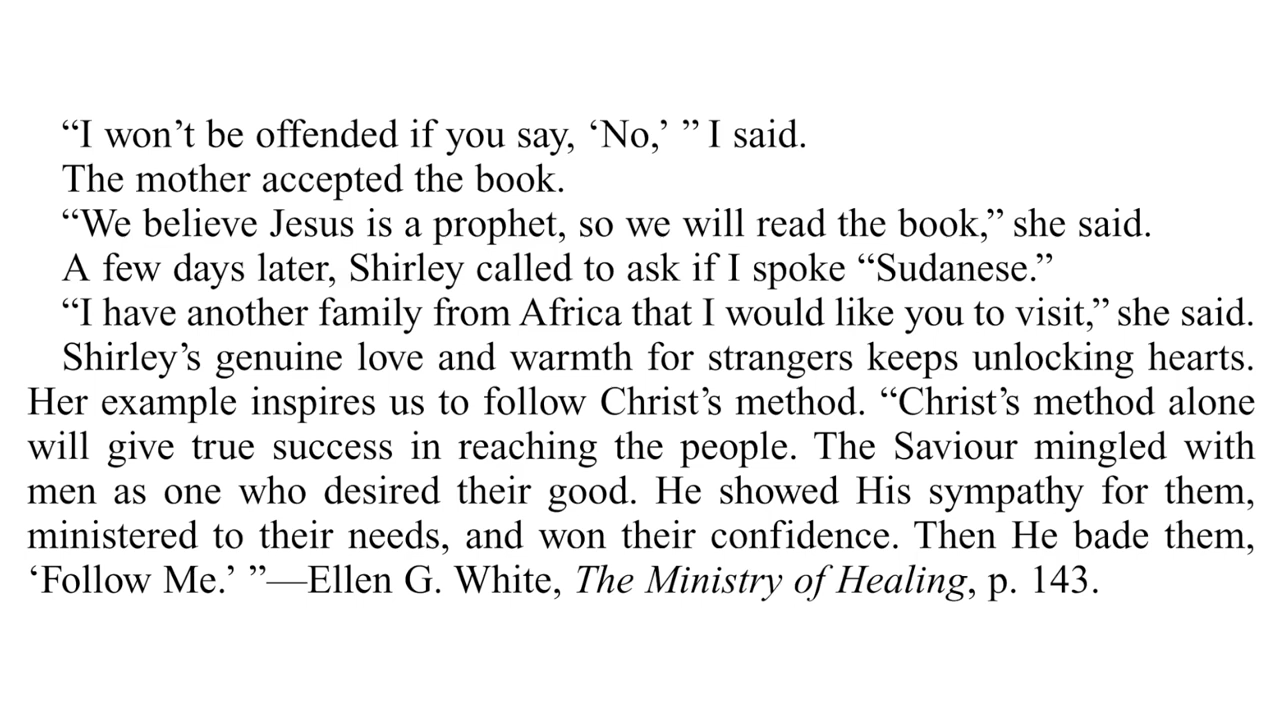 “I won’t be offended if you say, ‘No,’ ” I said.
The mother accepted the book.
“We believe Jesus is a prophet, so we will read the book,” she said.
A few days later, Shirley called to ask if I spoke “Sudanese.”
“I have another family from Africa that I would like you to visit,” she said.
Shirley’s genuine love and warmth for strangers keeps unlocking hearts.
Her example inspires us to follow Christ’s method. “Christ’s method alone
will give true success in reaching the people. The Saviour mingled with
men as one who desired their good. He showed His sympathy for them,
ministered to their needs, and won their confidence. Then He bade them,
‘Follow Me.’ ”—Ellen G. White, The Ministry of Healing, p. 143.